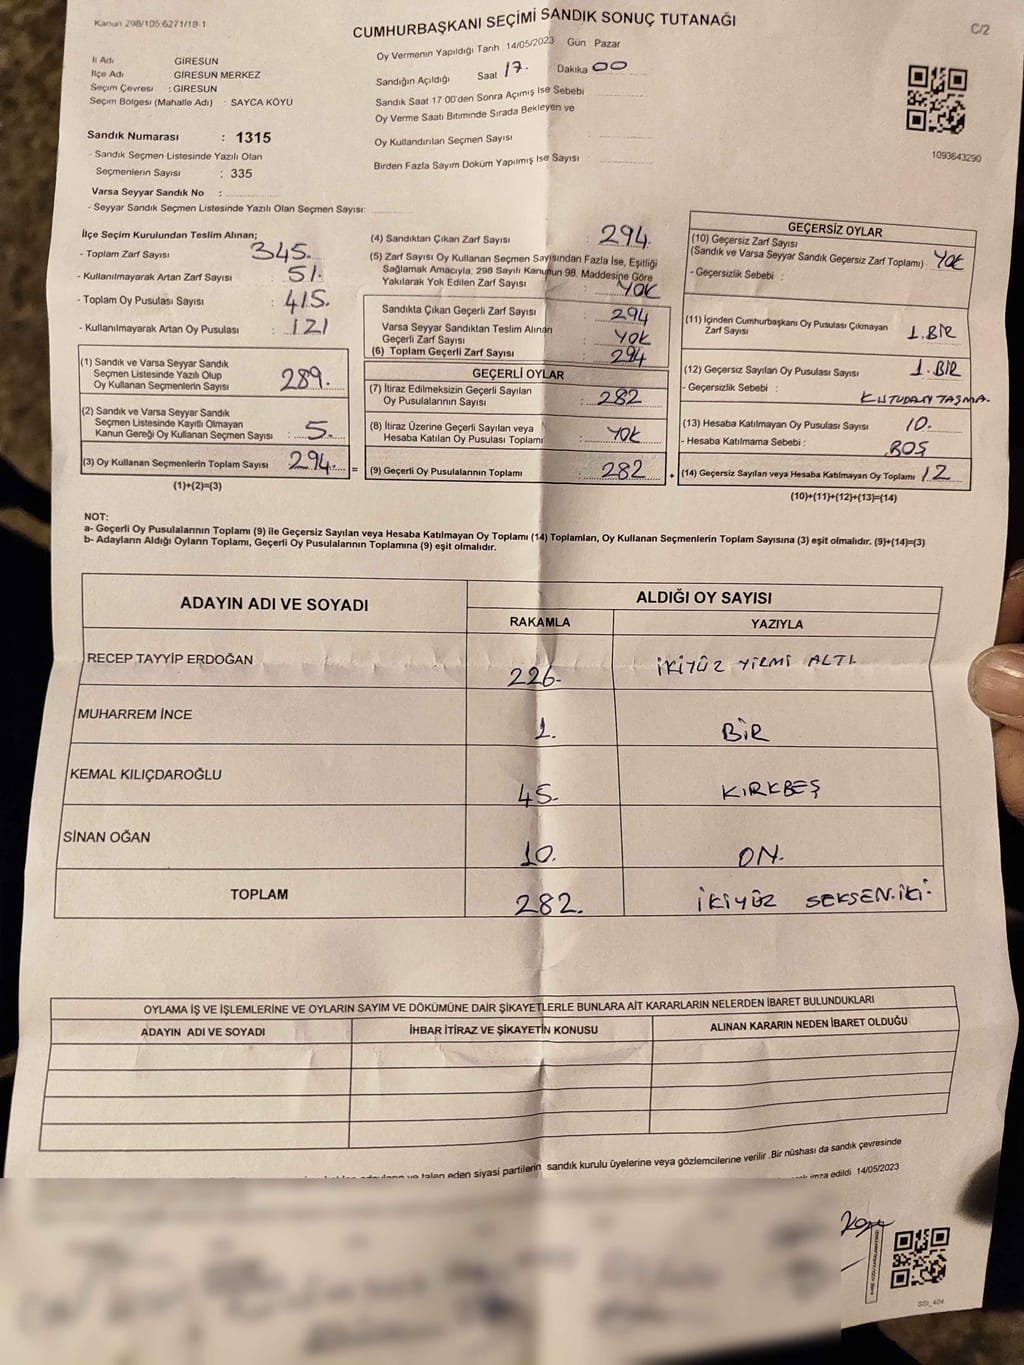 Kanun 298/105.6271/18-1
CUMHURBAŞKANI SEÇİMİ SANDIK SONUÇ TUTANAĞI
C/2
İl Adı GİRESUN
İlçe Adı GİRESUN MERKEZ
Seçim Çevresi : GİRESUN
Seçim Bölgesi (Mahalle Adı) : SAYCA KÖYÜ
Sandık Numarası : 1315
- Sandık Seçmen Listesinde Yazılı Olan
Seçmenlerin Sayısı : 335
Varsa Seyyar Sandık No :
- Seyyar Sandık Seçmen Listesinde Yazılı Olan Seçmen Sayısı:
Oy Vermenin Yapıldığı Tarih 14/05/2023 Gün Pazar
Sandığın Açıldığı Saat 17. Dakika 00
Sandık Saat 17:00'den Sonra Açımış İse Sebebi
Oy Verme Saati Bitiminde Sırada Bekleyen ve
Oy Kullandırılan Seçmen Sayısı
Birden Fazla Sayım Döküm Yapılmış İse Sayısı
1093643290
İlçe Seçim Kurulundan Teslim Alınan;
- Toplam Zarf Sayısı : 345.
- Kullanılmayarak Artan Zarf Sayısı : 51.
- Toplam Oy Pusulası Sayısı : 415.
- Kullanılmayarak Artan Oy Pusulası : 121
(1) Sandık ve Varsa Seyyar Sandık
Seçmen Listesinde Yazılı Olup
Oy Kullanan Seçmenlerin Sayısı : 289.
(2) Sandık ve Varsa Seyyar Sandık
Seçmen Listesinde Kayıtlı Olmayan
Kanun Gereği Oy Kullanan Seçmen Sayısı : 5.
(3) Oy Kullanan Seçmenlerin Toplam Sayısı : 294. =
(1)+(2)=(3)
(4) Sandıktan Çıkan Zarf Sayısı : 294.
(5) Zarf Sayısı Oy Kullanan Seçmen Sayısından Fazla İse, Eşitliği
Sağlamak Amacıyla, 298 Sayılı Kanunun 98. Maddesine Göre
Yakılarak Yok Edilen Zarf Sayısı : YOK
Sandıkta Çıkan Geçerli Zarf Sayısı : 294
Varsa Seyyar Sandıktan Teslim Alınan
Geçerli Zarf Sayısı : YOK
(6) Toplam Geçerli Zarf Sayısı : 294
GEÇERLİ OYLAR
(7) İtiraz Edilmeksizin Geçerli Sayılan
Oy Pusulalarının Sayısı : 282
(8) İtiraz Üzerine Geçerli Sayılan veya
Hesaba Katılan Oy Pusulası Toplamı : YOK
(9) Geçerli Oy Pusulalarının Toplamı : 282 +
GEÇERSİZ OYLAR
(10) Geçersiz Zarf Sayısı
(Sandık ve Varsa Seyyar Sandık Geçersiz Zarf Toplamı) YOK
- Geçersizlik Sebebi :
(11) İçinden Cumhurbaşkanı Oy Pusulası Çıkmayan
Zarf Sayısı : 1.BİR
(12) Geçersiz Sayılan Oy Pusulası Sayısı : 1.BİR
- Geçersizlik Sebebi : KUTUDAN TAŞMA.
(13) Hesaba Katılmayan Oy Pusulası Sayısı : 10.
- Hesaba Katılmama Sebebi : BOŞ
(14) Geçersiz Sayılan veya Hesaba Katılmayan Oy Toplamı : 12
(10)+(11)+(12)+(13)=(14)
NOT:
a- Geçerli Oy Pusulalarının Toplamı (9) ile Geçersiz Sayılan veya Hesaba Katılmayan Oy Toplamı (14) Toplamları, Oy Kullanan Seçmenlerin Toplam Sayısına (3) eşit olmalıdır. (9)+(14)=(3)
b- Adayların Aldığı Oyların Toplamı, Geçerli Oy Pusulalarının Toplamına (9) eşit olmalıdır.
ADAYIN ADI VE SOYADI ALDIĞI OY SAYISI
RAKAMLA YAZIYLA
RECEP TAYYİP ERDOĞAN 226- İKİYÜZ YİRMİ ALTI.
MUHARREM İNCE 1. BİR
KEMAL KILIÇDAROĞLU 45- KIRKBEŞ
SİNAN OĞAN 10. ON.
TOPLAM 282. İKİYÜZ SEKSEN.İKİ-
OYLAMA İŞ VE İŞLEMLERİNE VE OYLARIN SAYIM VE DÖKÜMÜNE DAİR ŞİKAYETLERLE BUNLARA AİT KARARLARIN NELERDEN İBARET BULUNDUKLARI
ADAYIN ADI VE SOYADI İHBAR İTİRAZ VE ŞİKAYETİN KONUSU ALINAN KARARIN NEDEN İBARET OLDUĞU
ve talep eden siyasi partilerin sandık kurulu üyelerine veya gözlemcilerine verilir .Bir nüshası da sandık çevresinde
imza edildi 14/05/2023
SSI_404